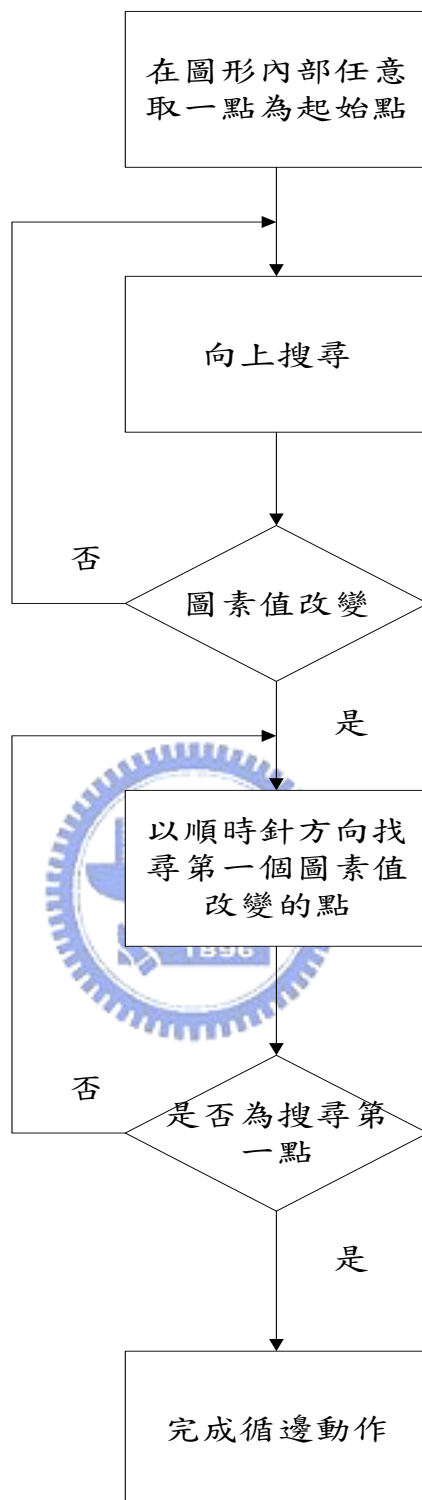 在圖形內部任意
取一點為起始點
向上搜尋
否
圖素值改變
是
以順時針方向找
尋第一個圖素值
改變的點
1896
否
是否為搜尋第
一點
是
完成循邊動作